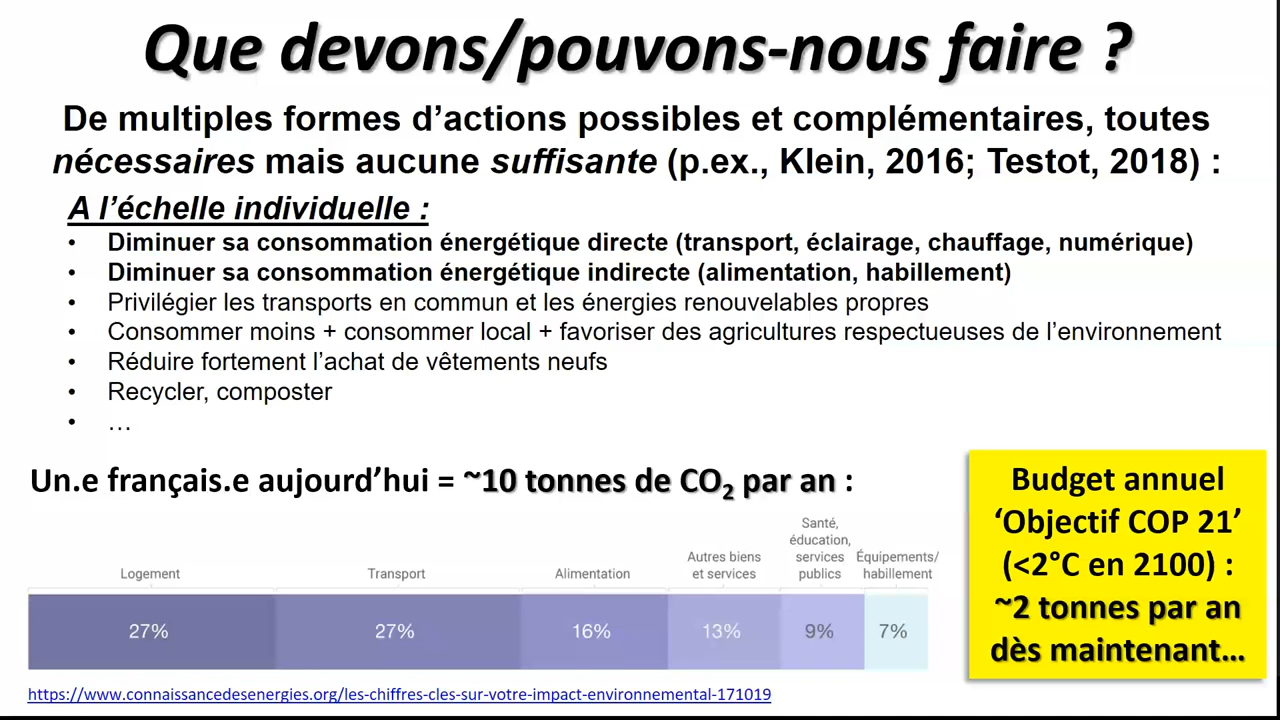 Que devons/pouvons-nous faire ?
De multiples formes d’actions possibles et complémentaires, toutes
nécessaires mais aucune suffisante (p.ex., Klein, 2016; Testot, 2018) :
A l’échelle individuelle :
• Diminuer sa consommation énergétique directe (transport, éclairage, chauffage, numérique)
• Diminuer sa consommation énergétique indirecte (alimentation, habillement)
• Privilégier les transports en commun et les énergies renouvelables propres
• Consommer moins + consommer local + favoriser des agricultures respectueuses de l’environnement
• Réduire fortement l’achat de vêtements neufs
• Recycler, composter
• …
Un.e français.e aujourd’hui = ~10 tonnes de CO₂ par an :
Logement
Transport
Alimentation
Autres biens
et services
Santé,
éducation,
services
publics
Équipements/
habillement
27%
27%
16%
13%
9%
7%
https://www.connaissancedesenergies.org/les-chiffres-cles-sur-votre-impact-environnemental-171019
Budget annuel
‘Objectif COP 21’
(<2°C en 2100) :
~2 tonnes par an
dès maintenant…